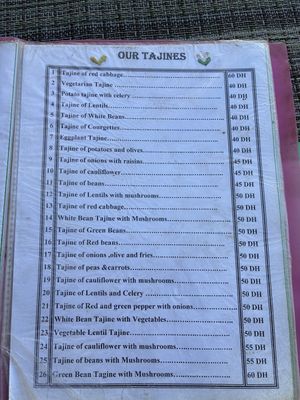 OUR TAJINES
1 Tajine of red cabbage 60 DH
2 Vegetarian Tajine 40 DH
3 Potato tajine with celery 40 DH
4 Tajine of Lentils 40 DH
5 Tajine of White Beans 40 DH
6 Tajine of Courgettes 40 DH
7 Eggplant Tajine 40 DH
8 Tajine of potatoes and olives. 40 DH
9 Tajine of onions with raisins 45 DH
10 Tajine of cauliflower 45 DH
11 Tajine of beans 45 DH
12 Tajine of Lentils with mushrooms 50 DH
13 Tajine of red cabbage 50 DH
14 White Bean Tajine with Mushrooms 50 DH
15 Tajine of Green Beans 50 DH
16 Tajine of Red beans 50 DH
17 Tajine of onions ,olive and fries 50 DH
18 Tajine of peas &carrots 50 DH
19 Tajine of cauliflower with mushrooms 50 DH
20 Tajine of Lentils and Celery 50 DH
21 Tajine of Red and green pepper with onions 50 DH
22 White Bean Tajine with Vegetables 50 DH
23 Vegetable Lentil Tajine 50 DH
24 Tajine of cauliflower with mushrooms 55 DH
25 Tajine of beans with Mushrooms 55 DH
26 Green Bean Tagine with Mushrooms 60 DH